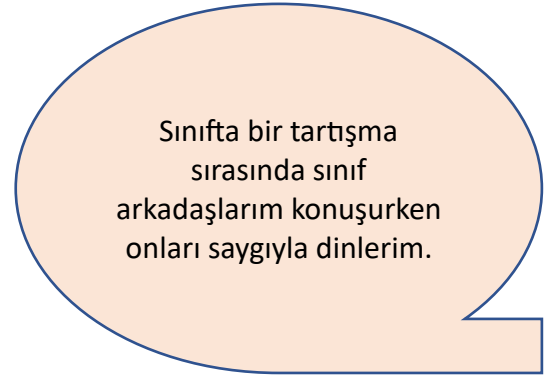 Sınıfta bir tartışma
sırasında sınıf
arkadaşlarım konuşurken
onları saygıyla dinlerim.